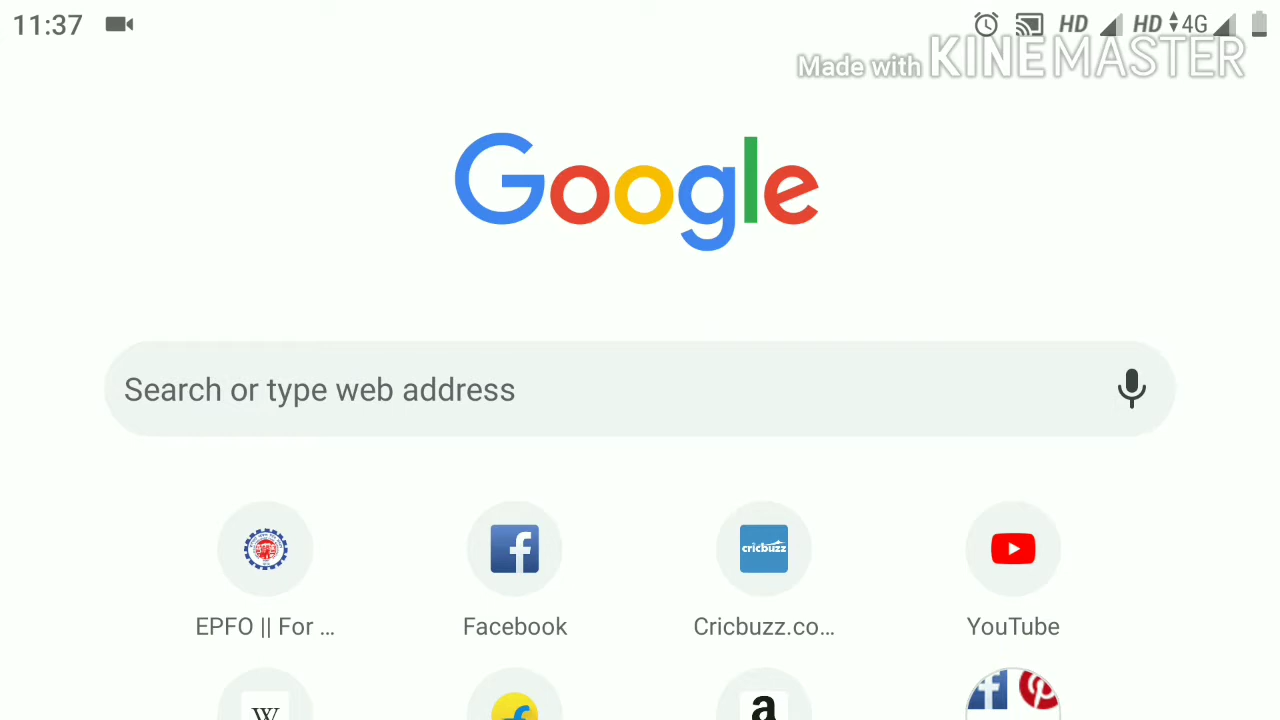 11:37 HD HD 4G
Made with KINEMASTER
Google
Search or type web address
cricbuzz
EPFO || For ... Facebook Cricbuzz.co... YouTube
W a